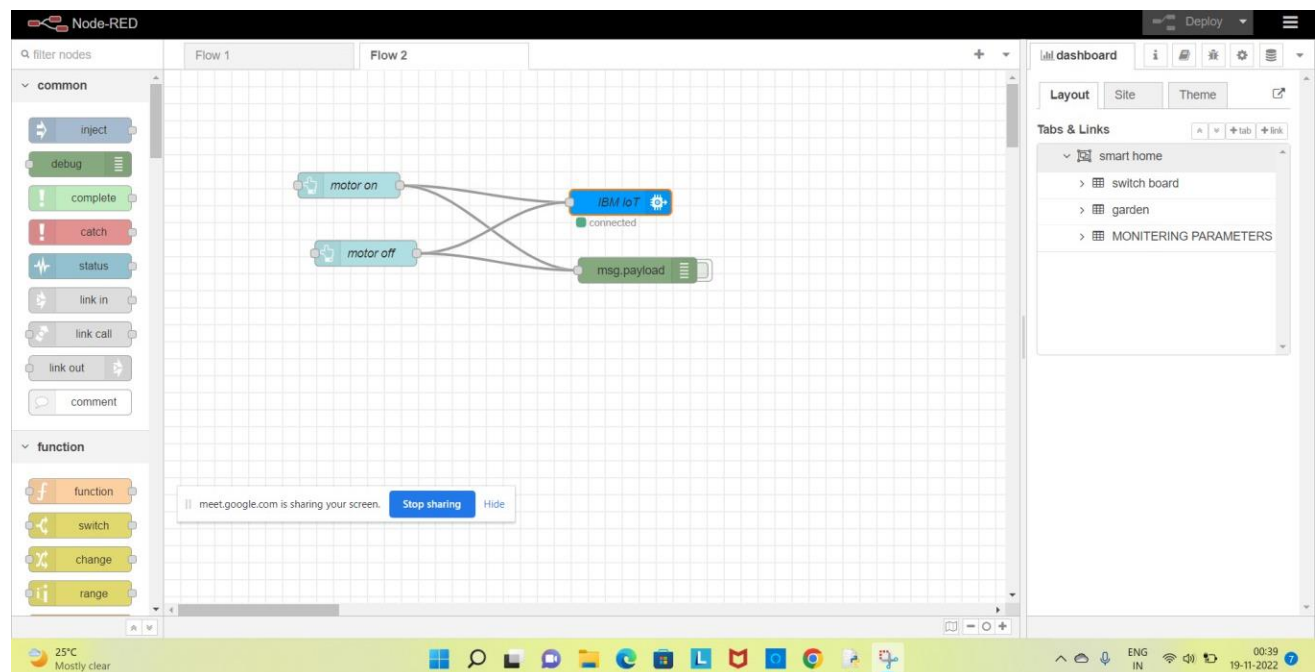 Node-RED
Deploy
filter nodes
Flow 1
Flow 2
dashboard
i
common
Layout
Site
Theme
inject
Tabs & Links
+ tab
+ link
debug
smart home
motor on
switch board
complete
IBM IoT
garden
catch
connected
MONITERING PARAMETERS
motor off
status
msg.payload
link in
link call
link out
comment
function
function
meet.google.com is sharing your screen.
Stop sharing
Hide
switch
change
range
25°C
Mostly clear
ENG
IN
00:39
19-11-2022
7